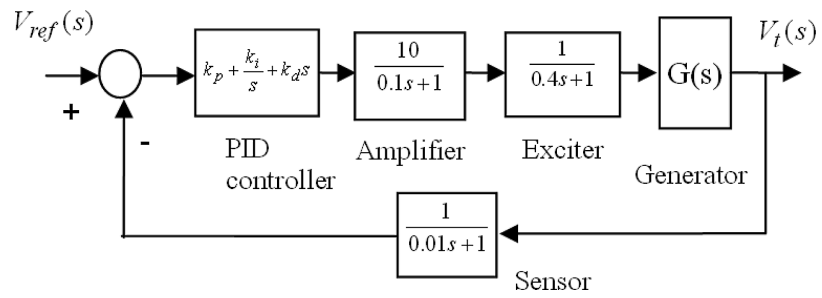 V_ref(s)
V_t(s)
k_p + k_i/s + k_d s
10/(0.1s+1)
1/(0.4s+1)
G(s)
+
-
PID
controller
Amplifier
Exciter
Generator
1/(0.01s+1)
Sensor